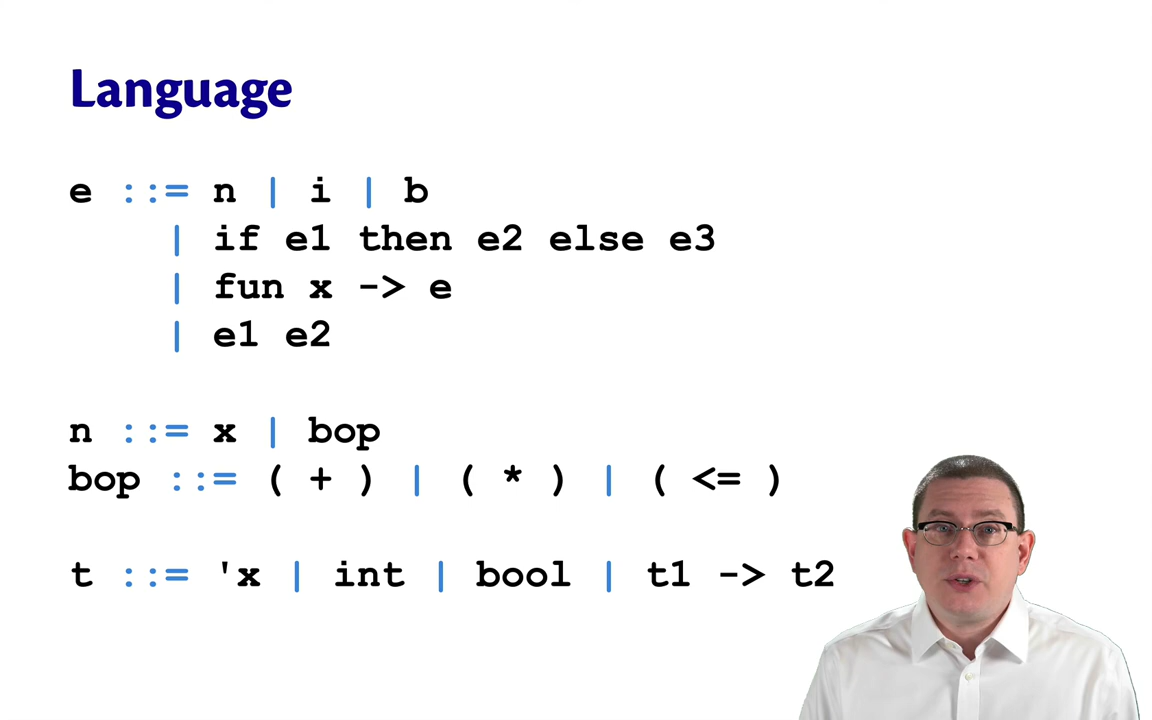 Language
e ::= n | i | b
| if e1 then e2 else e3
| fun x -> e
| e1 e2
n ::= x | bop
bop ::= ( + ) | ( * ) | ( <= )
t ::= 'x | int | bool | t1 -> t2